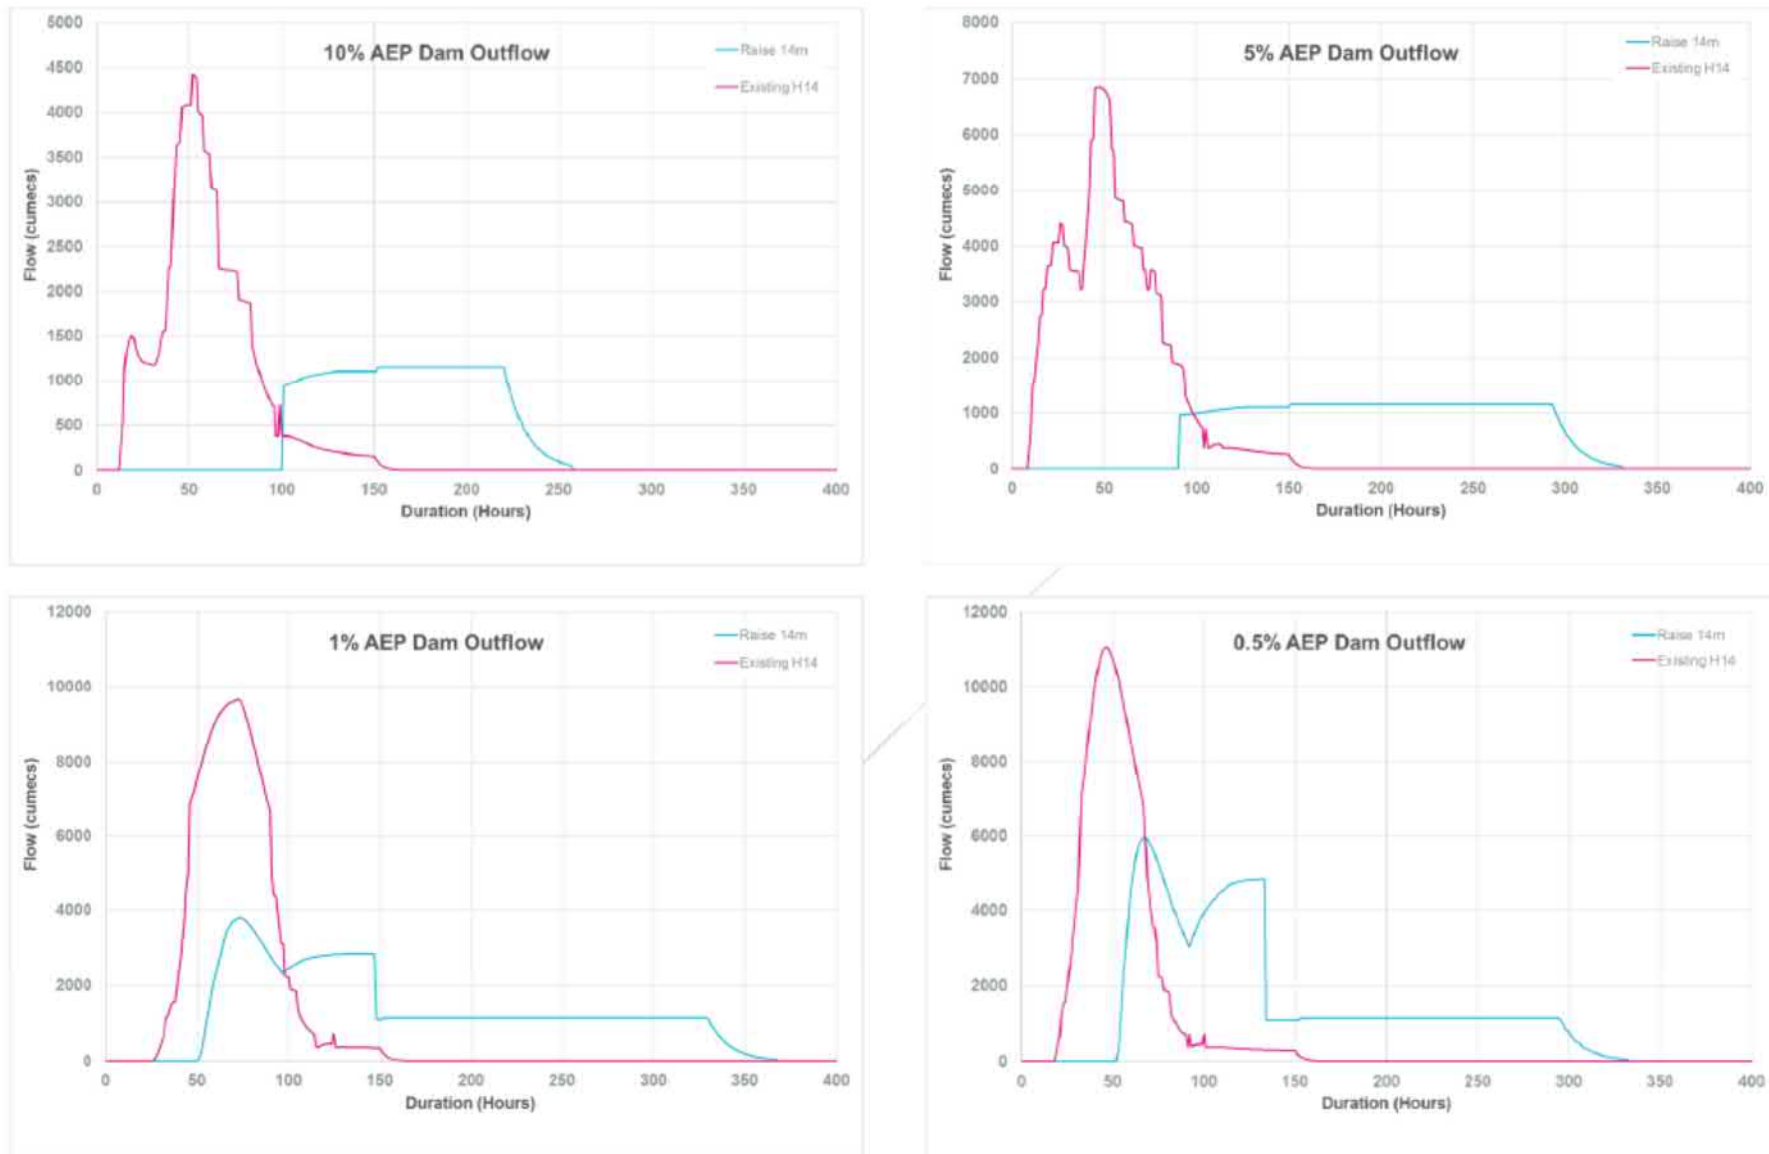 10% AEP Dam Outflow
Raise 14m
Existing H14
5000
4500
4000
3500
3000
2500
2000
1500
1000
500
0
Flow (cumecs)
0 50 100 150 200 250 300 350 400
Duration (Hours)
5% AEP Dam Outflow
Raise 14m
Existing H14
8000
7000
6000
5000
4000
3000
2000
1000
0
Flow (cumecs)
0 50 100 150 200 250 300 350 400
Duration (Hours)
1% AEP Dam Outflow
Raise 14m
Existing H14
12000
10000
8000
6000
4000
2000
0
Flow (cumecs)
0 50 100 150 200 250 300 350 400
Duration (Hours)
0.5% AEP Dam Outflow
Raise 14m
Existing H14
12000
10000
8000
6000
4000
2000
0
Flow (cumecs)
0 50 100 150 200 250 300 350 400
Duration (Hours)